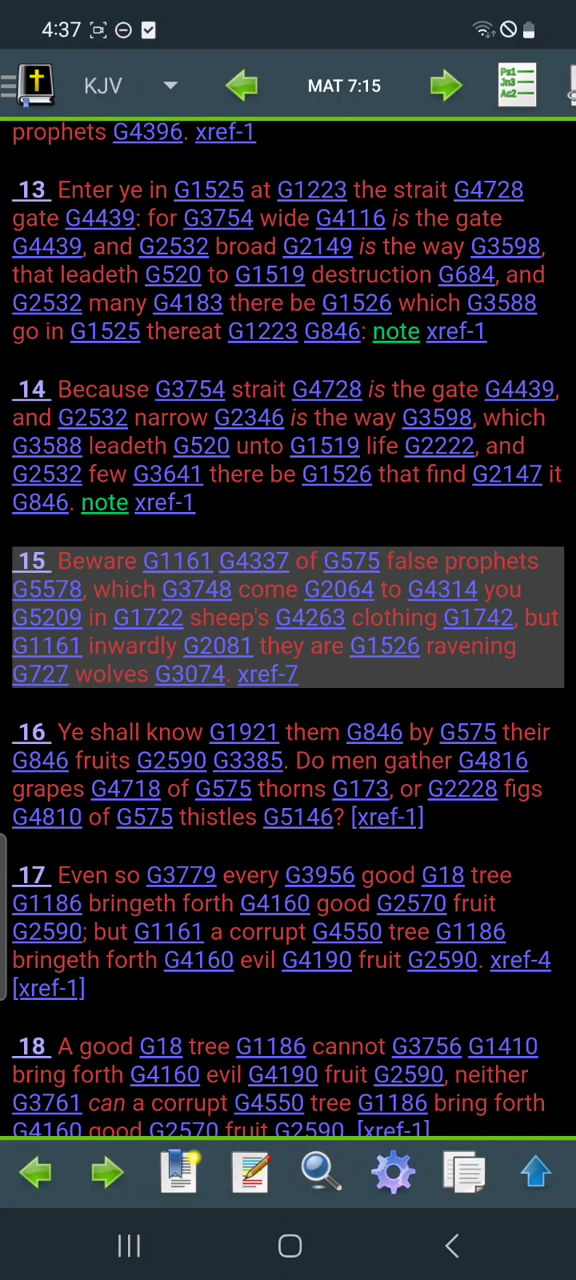 4:37
KJV
MAT 7:15
Ps1
Jn3
Ac2
prophets G4396. xref-1
13 Enter ye in G1525 at G1223 the strait G4728
gate G4439: for G3754 wide G4116 is the gate
G4439, and G2532 broad G2149 is the way G3598,
that leadeth G520 to G1519 destruction G684, and
G2532 many G4183 there be G1526 which G3588
go in G1525 thereat G1223 G846: note xref-1
14 Because G3754 strait G4728 is the gate G4439,
and G2532 narrow G2346 is the way G3598, which
G3588 leadeth G520 unto G1519 life G2222, and
G2532 few G3641 there be G1526 that find G2147 it
G846. note xref-1
15 Beware G1161 G4337 of G575 false prophets
G5578, which G3748 come G2064 to G4314 you
G5209 in G1722 sheep's G4263 clothing G1742, but
G1161 inwardly G2081 they are G1526 ravening
G727 wolves G3074. xref-7
16 Ye shall know G1921 them G846 by G575 their
G846 fruits G2590 G3385. Do men gather G4816
grapes G4718 of G575 thorns G173, or G2228 figs
G4810 of G575 thistles G5146? [xref-1]
17 Even so G3779 every G3956 good G18 tree
G1186 bringeth forth G4160 good G2570 fruit
G2590; but G1161 a corrupt G4550 tree G1186
bringeth forth G4160 evil G4190 fruit G2590. xref-4
[xref-1]
18 A good G18 tree G1186 cannot G3756 G1410
bring forth G4160 evil G4190 fruit G2590, neither
G3761 can a corrupt G4550 tree G1186 bring forth
G4160 good G2570 fruit G2590. [xref-1]